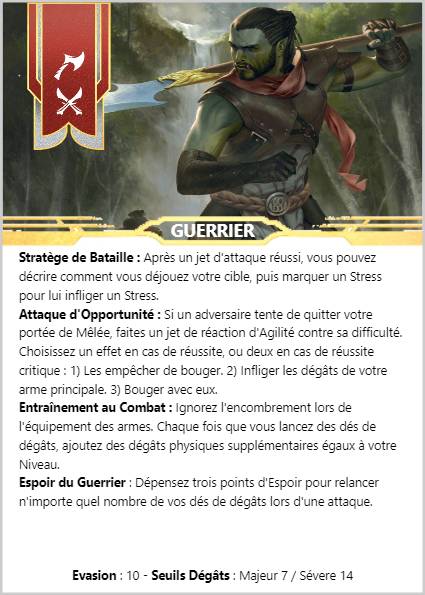 GUERRIER
Stratège de Bataille : Après un jet d'attaque réussi, vous pouvez
décrire comment vous déjouez votre cible, puis marquer un Stress
pour lui infliger un Stress.
Attaque d'Opportunité : Si un adversaire tente de quitter votre
portée de Mêlée, faites un jet de réaction d'Agilité contre sa difficulté.
Choisissez un effet en cas de réussite, ou deux en cas de réussite
critique : 1) Les empêcher de bouger. 2) Infliger les dégâts de votre
arme principale. 3) Bouger avec eux.
Entraînement au Combat : Ignorez l'encombrement lors de
l'équipement des armes. Chaque fois que vous lancez des dés de
dégâts, ajoutez des dégâts physiques supplémentaires égaux à votre
Niveau.
Espoir du Guerrier : Dépensez trois points d'Espoir pour relancer
n'importe quel nombre de vos dés de dégâts lors d'une attaque.
Evasion : 10 - Seuils Dégâts : Majeur 7 / Sévere 14